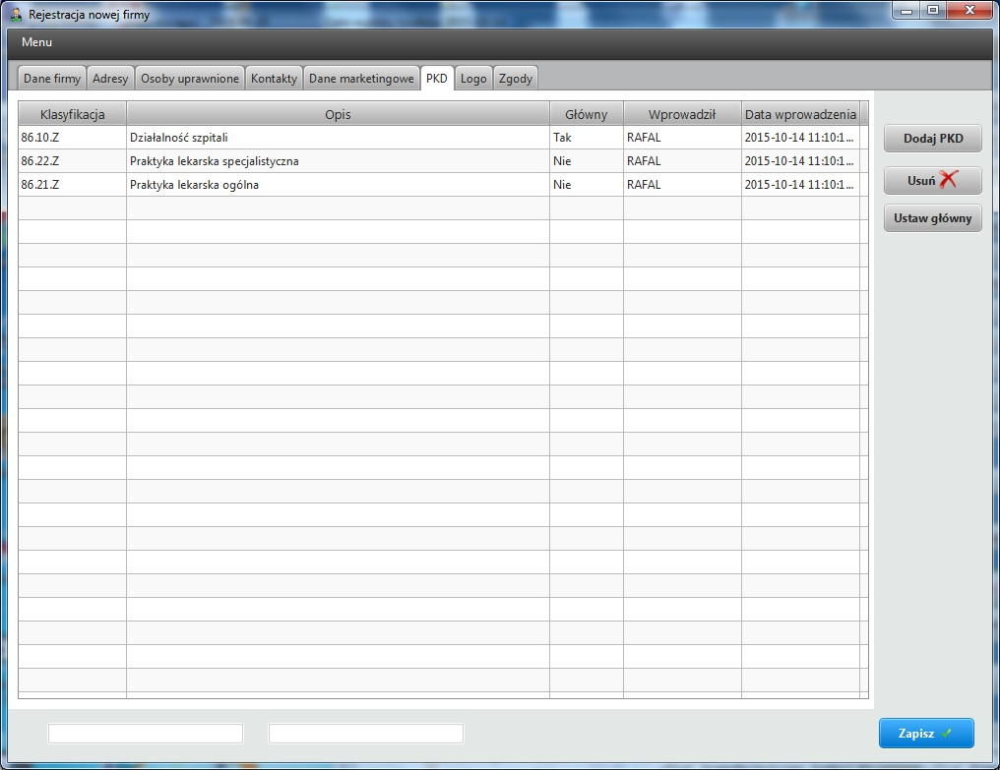 Rejestracja nowej firmy
Menu
Dane firmy Adresy Osoby uprawnione Kontakty Dane marketingowe PKD Logo Zgody
Klasyfikacja Opis Główny Wprowadził Data wprowadzenia
86.10.Z Działalność szpitali Tak RAFAL 2015-10-14 11:10:1...
86.22.Z Praktyka lekarska specjalistyczna Nie RAFAL 2015-10-14 11:10:1...
86.21.Z Praktyka lekarska ogólna Nie RAFAL 2015-10-14 11:10:1...
Dodaj PKD
Usuń
Ustaw główny
Zapisz